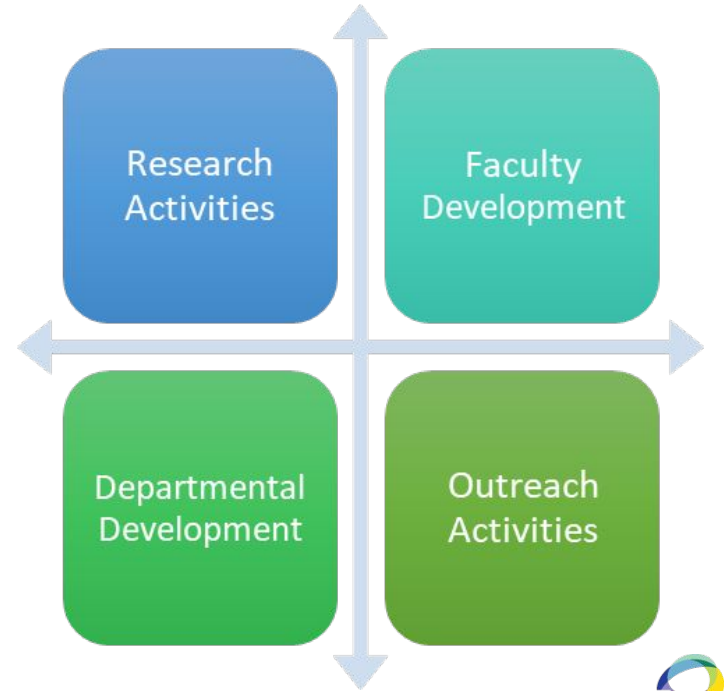 Research
Activities
Faculty
Development
Departmental
Development
Outreach
Activities